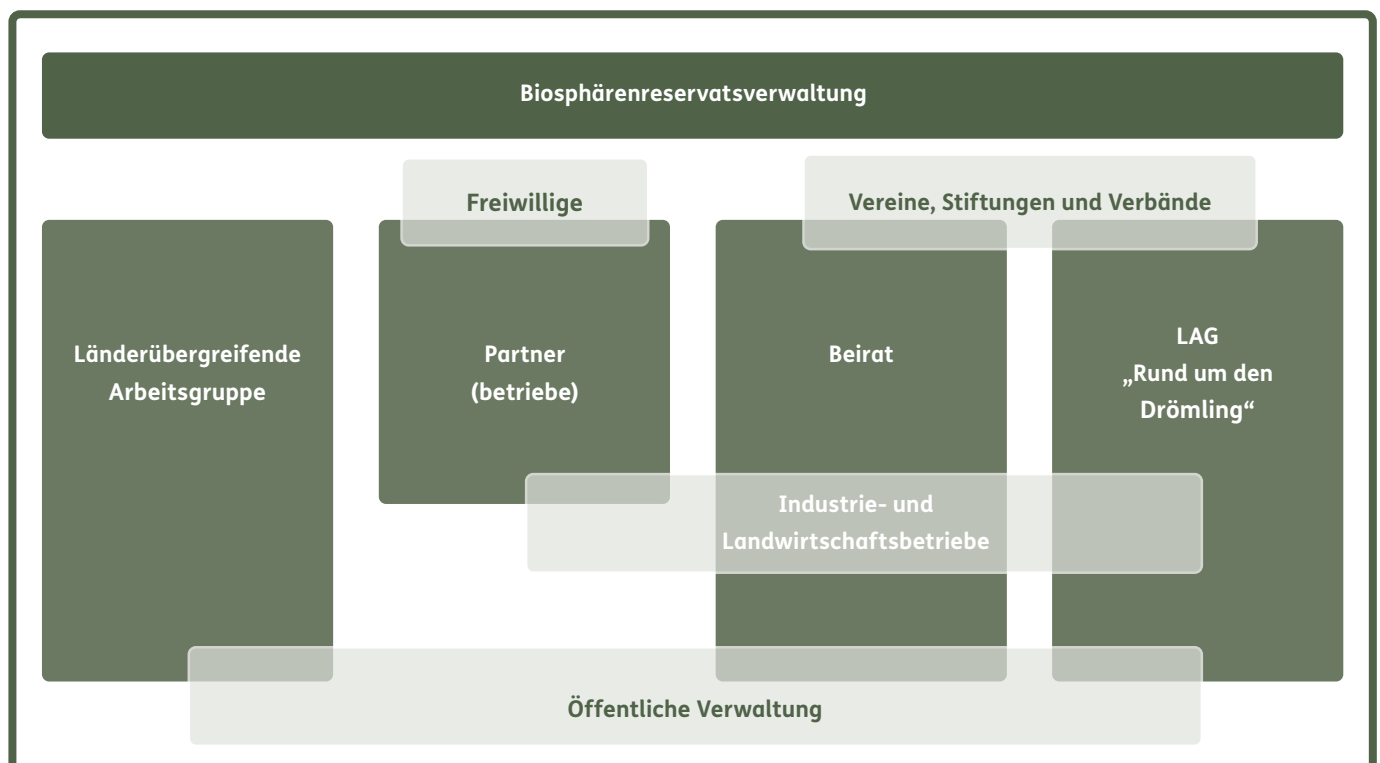 Biosphärenreservatsverwaltung
Freiwillige
Vereine, Stiftungen und Verbände
Länderübergreifende
Arbeitsgruppe
Partner
(betriebe)
Beirat
LAG
„Rund um den
Drömling“
Industrie- und
Landwirtschaftsbetriebe
Öffentliche Verwaltung